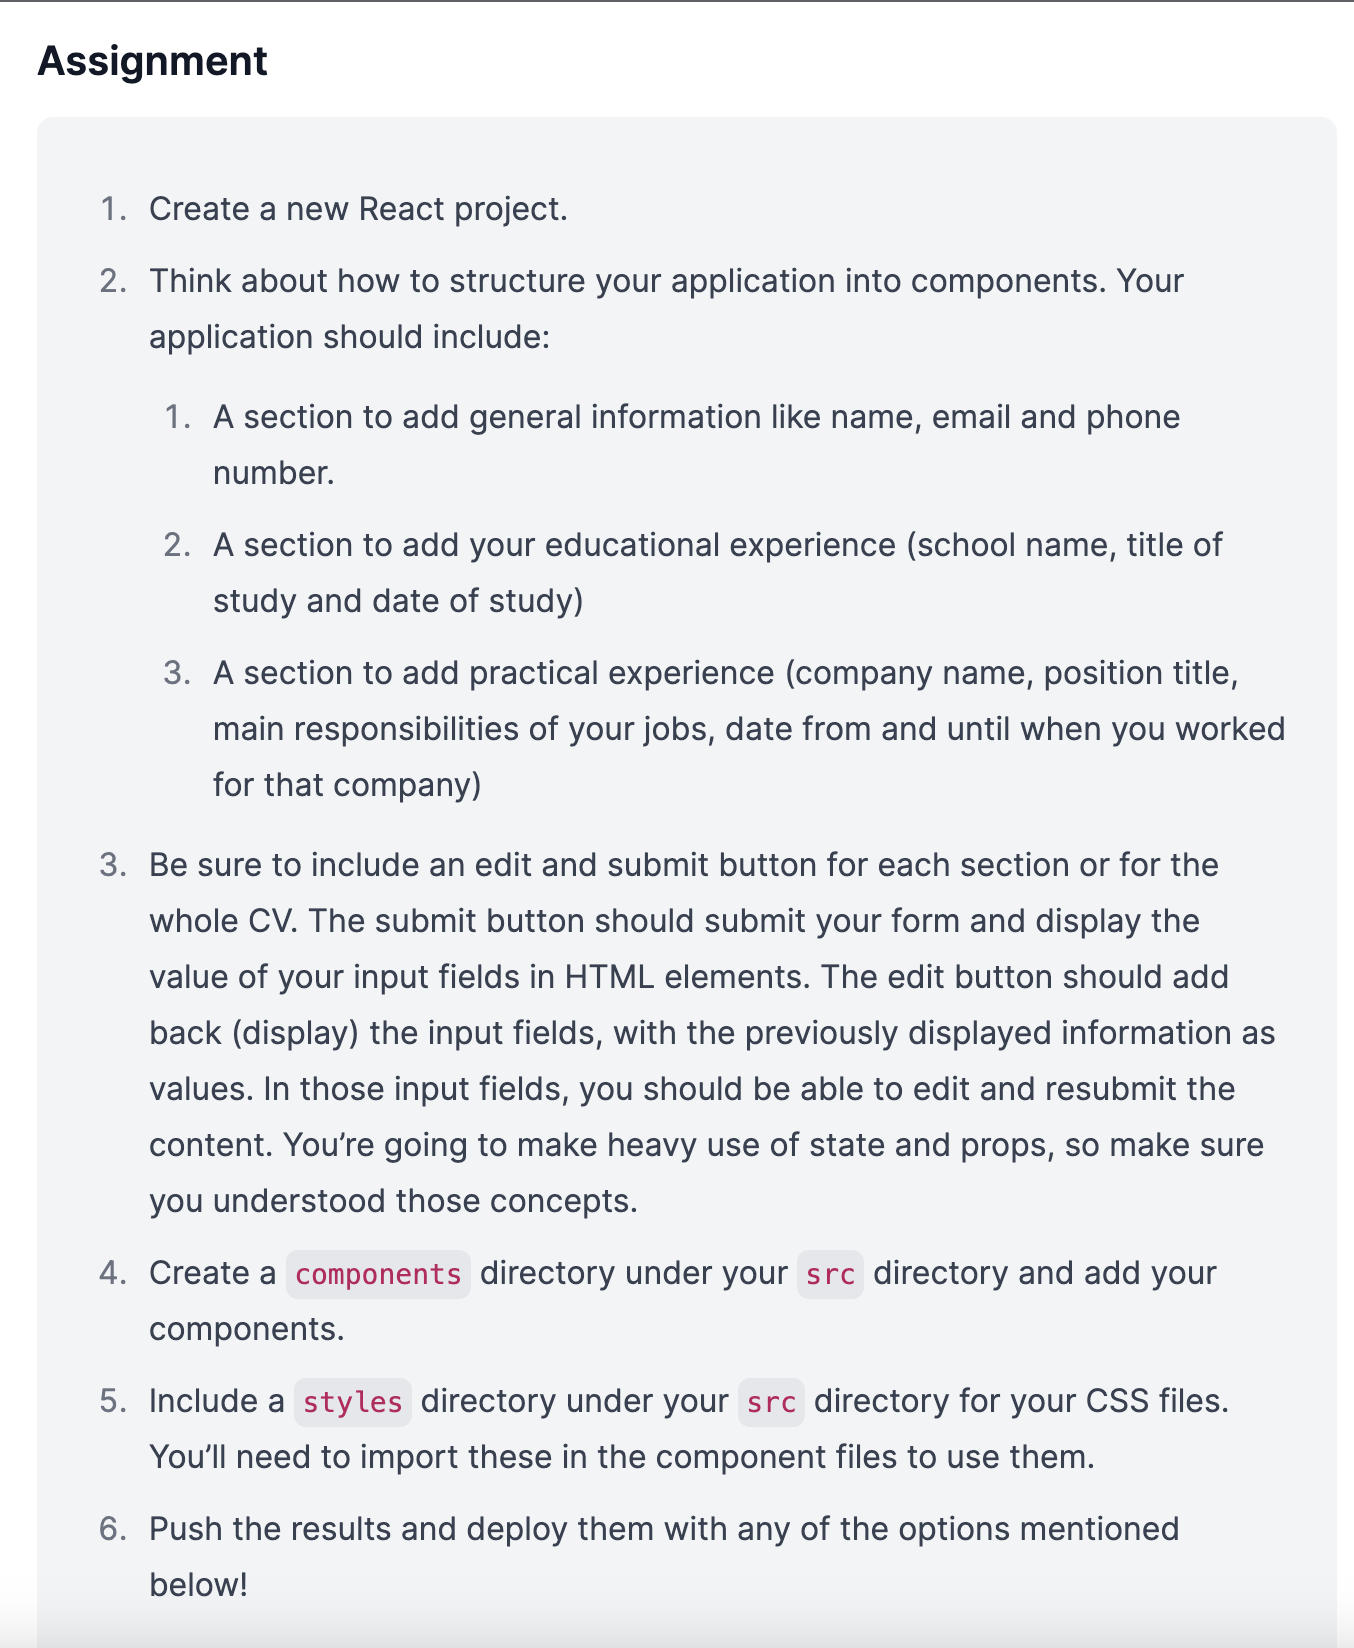 Assignment
1. Create a new React project.
2. Think about how to structure your application into components. Your
application should include:
1. A section to add general information like name, email and phone
number.
2. A section to add your educational experience (school name, title of
study and date of study)
3. A section to add practical experience (company name, position title,
main responsibilities of your jobs, date from and until when you worked
for that company)
3. Be sure to include an edit and submit button for each section or for the
whole CV. The submit button should submit your form and display the
value of your input fields in HTML elements. The edit button should add
back (display) the input fields, with the previously displayed information as
values. In those input fields, you should be able to edit and resubmit the
content. You’re going to make heavy use of state and props, so make sure
you understood those concepts.
4. Create a components directory under your src directory and add your
components.
5. Include a styles directory under your src directory for your CSS files.
You’ll need to import these in the component files to use them.
6. Push the results and deploy them with any of the options mentioned
below!